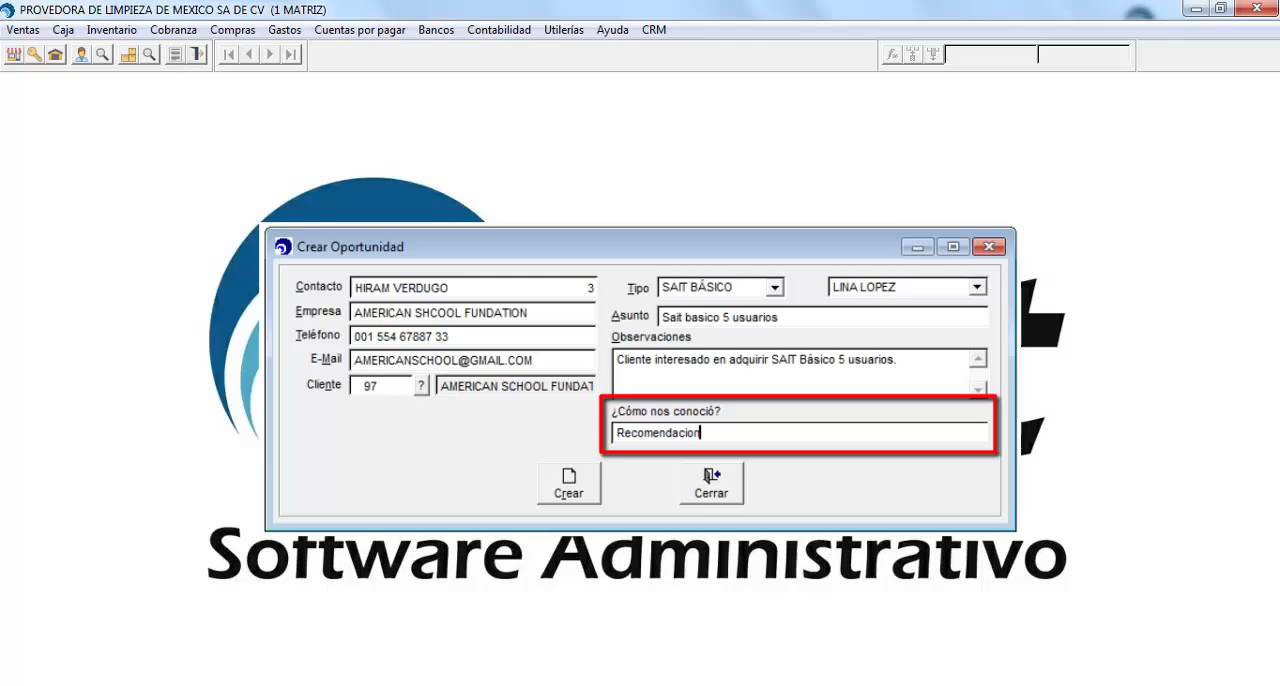 PROVEDORA DE LIMPIEZA DE MEXICO SA DE CV (1 MATRIZ)
Ventas Caja Inventario Cobranza Compras Gastos Cuentas por pagar Bancos Contabilidad Utilerías Ayuda CRM
Crear Oportunidad
Contacto HIRAM VERDUGO 3
Empresa AMERICAN SHCOOL FUNDATION
Teléfono 001 554 67887 33
E-Mail AMERICANSCHOOL@GMAIL.COM
Cliente 97 ? AMERICAN SCHOOL FUNDAT
Tipo SAIT BÁSICO LINA LOPEZ
Asunto Sait basico 5 usuarios
Observaciones
Cliente interesado en adquirir SAIT Básico 5 usuarios.
¿Cómo nos conoció?
Recomendacion
Crear Cerrar
Software Administrativo